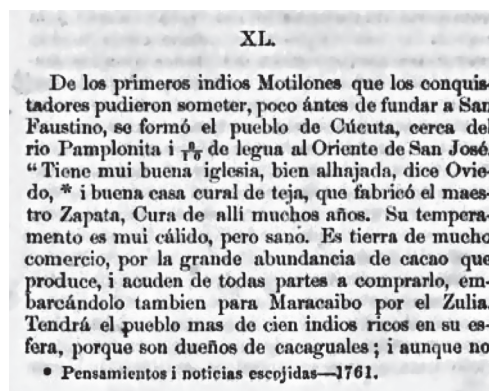 XL.
De los primeros indios Motilones que los conquis-
tadores pudieron someter, poco ántes de fundar a San
Faustino, se formó el pueblo de Cúcuta, cerca del
rio Pamplonita i de legua al Oriente de San José.
“Tiene mui buena iglesia, bien alhajada, dice Ovie-
do, * i buena casa cural de teja, que fabricó el maes-
tro Zapata, Cura de alli muchos años. Su tempera-
mento es mui cálido, pero sano. Es tierra de mucho
comercio, por la grande abundancia de cacao que
produce, i acuden de todas partes a comprarlo, em-
barcándolo tambien para Maracaibo por el Zulia.
Tendrá el pueblo mas de cien indios ricos en su es-
fera, porque son dueños de cacaguales; i aunque no
* Pensamientos i noticias escojidas—1761.